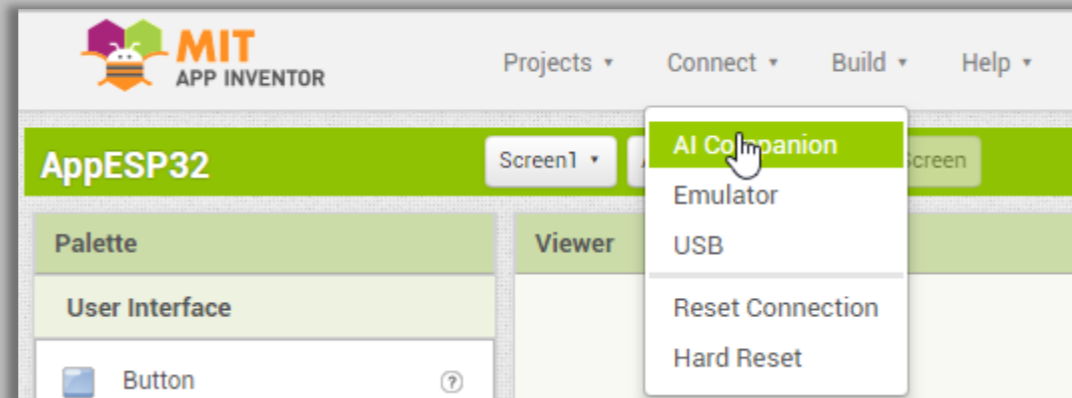 MIT
APP INVENTOR
Projects Connect Build Help
AppESP32
Screen1
Screen
AI Companion
Emulator
USB
Reset Connection
Hard Reset
Palette
Viewer
User Interface
Button
?